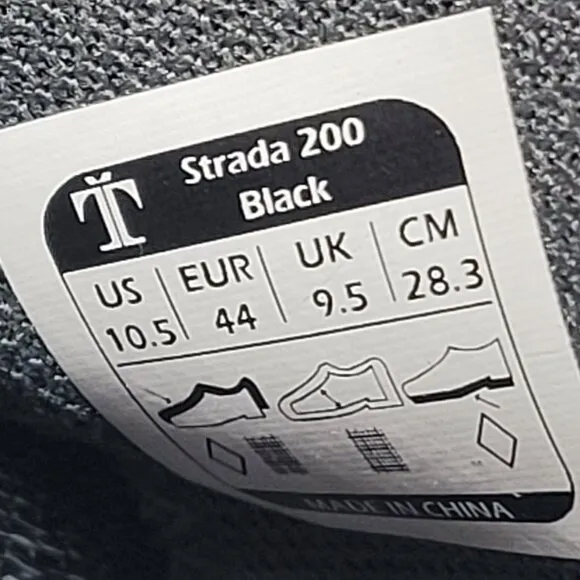 Ť
Strada 200
Black
US EUR UK CM
10.5 44 9.5 28.3
MADE IN CHINA